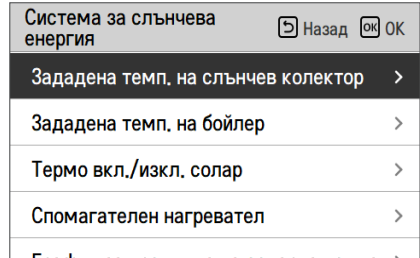 Система за слънчева
енергия
Назад OK OK
Зададена темп. на слънчев колектор
Зададена темп. на бойлер
Термо вкл./изкл. солар
Спомагателен нагревател